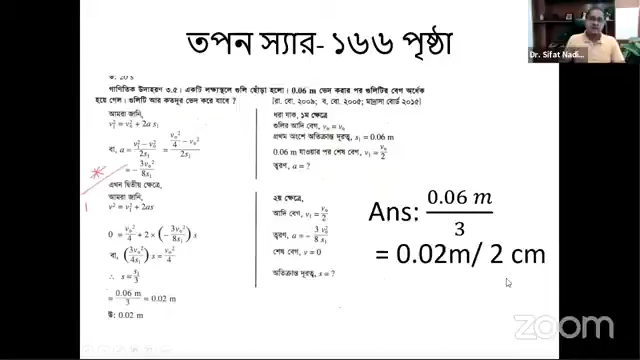 তপন স্যার- ১৬৬ পৃষ্ঠা
Dr. Sifat Nadi...
উ: 20 s
গাণিতিক উদাহরণ ৩.৫। একটি লক্ষ্যস্থলে গুলি ছোঁড়া হলো। 0.06 m ভেদ করার পর গুলিটির বেগ অর্ধেক
হয়ে গেল। গুলিটি আর কতদূর ভেদ করে যাবে ?
[রা. বো. ২০০৯; ব. বো. ২০০৫; মাদ্রাসা বোর্ড ২০১৫]
আমরা জানি,
v₁² = v₀² + 2a s₁
বা, a = (v₁² − v₀²)/2s₁ = (v₀²/4 − v₀²)/2s₁
= − 3v₀²/8s₁
এখন দ্বিতীয় ক্ষেত্রে,
আমরা জানি,
v² = v₁² + 2as
0 = v₀²/4 + 2 × (− 3v₀²/8s₁) s
বা, (3v₀²/4s₁) s = v₀²/4
∴ s = s₁/3
= 0.06 m/3 = 0.02 m
উ: 0.02 m
ধরা যাক, ১ম ক্ষেত্রে
গুলির আদি বেগ, v₀ = v₀
প্রথম অংশে অতিক্রান্ত দূরত্ব, s₁ = 0.06 m
0.06 m যাওয়ার পর শেষ বেগ, v₁ = v₀/2
ত্বরণ, a = ?
২য় ক্ষেত্রে,
আদি বেগ, v₁ = v₀/2
ত্বরণ, a = − 3/8 v₀²/s₁
শেষ বেগ, v = 0
অতিক্রান্ত দূরত্ব, s = ?
Ans: 0.06 m/3
= 0.02m/ 2 cm
zoom